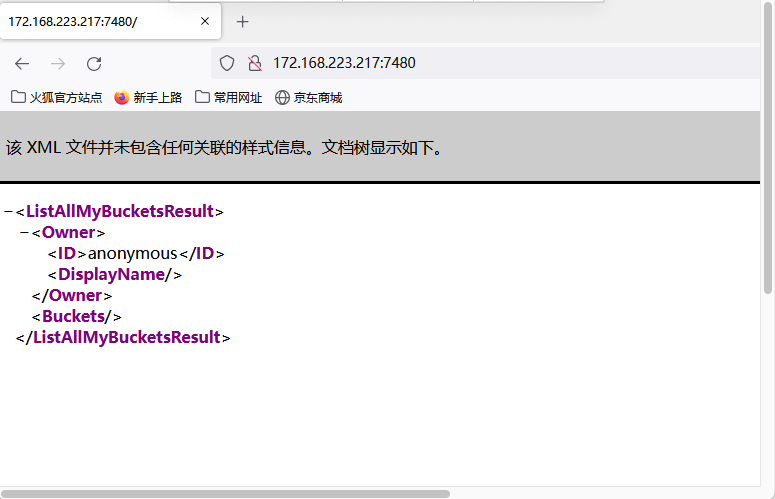 172.168.223.217:7480/
172.168.223.217:7480
火狐官方站点 新手上路 常用网址 京东商城
该 XML 文件并未包含任何关联的样式信息。文档树显示如下。
−<ListAllMyBucketsResult>
−<Owner>
<ID>anonymous</ID>
<DisplayName/>
</Owner>
<Buckets/>
</ListAllMyBucketsResult>